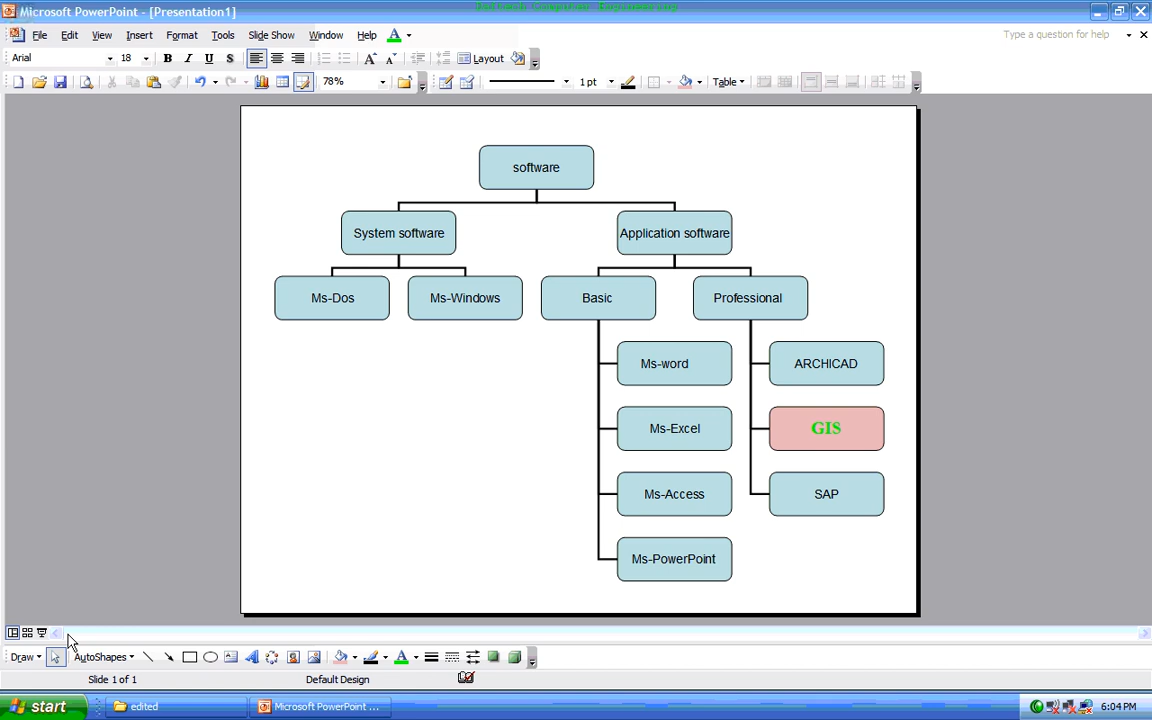 Microsoft PowerPoint - [Presentation1]
File Edit View Insert Format Tools Slide Show Window Help A Type a question for help
Arial 18 B I U S Layout
78% 1 pt Table
software
System software Application software
Ms-Dos Ms-Windows Basic Professional
Ms-word ARCHICAD
Ms-Excel GIS
Ms-Access SAP
Ms-PowerPoint
Draw AutoShapes
Slide 1 of 1 Default Design
start edited Microsoft PowerPoint ... 6:04 PM